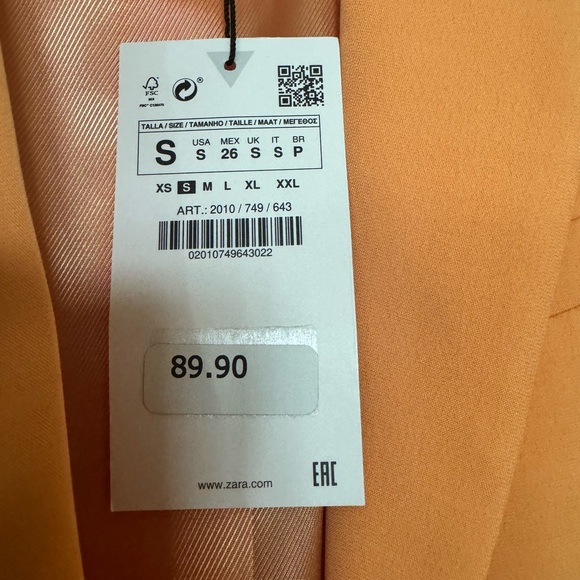 FSC
®
TALLA / SIZE / TAMANHO / TAILLE / MAAT / ΜΕΓΕΘΟΣ
S USA S MEX 26 UK S IT S BR P
XS S M L XL XXL
ART.: 2010 / 749 / 643
02010749643022
89.90
www.zara.com
EAC